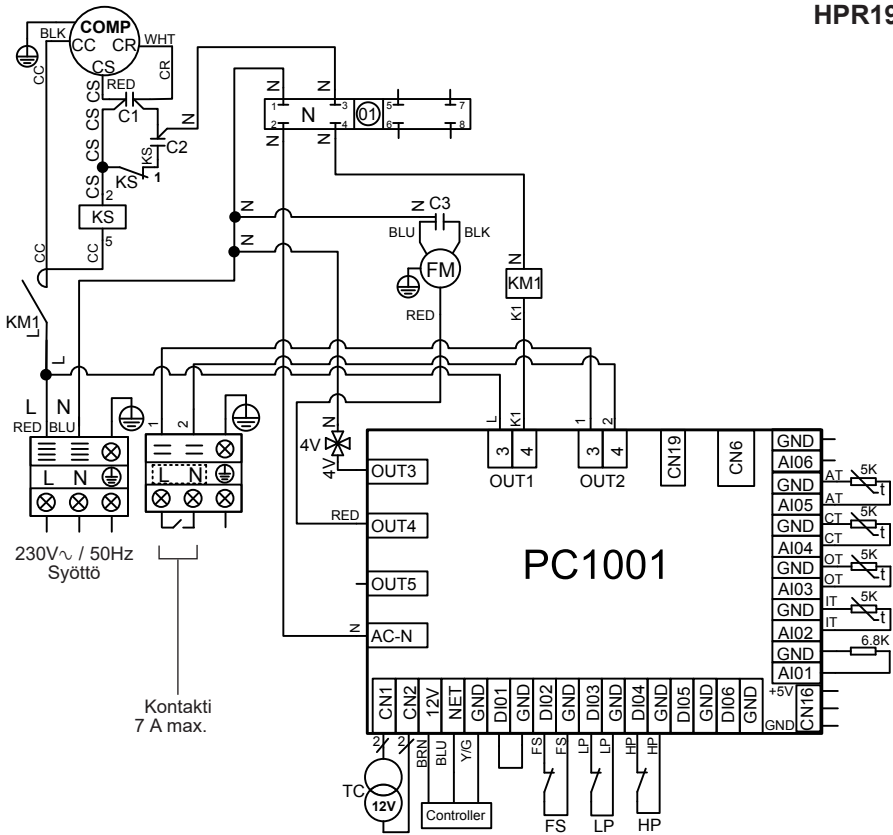 HPR19
COMP
BLK
CC CR
WHT
CS
CC
RED
CR
CS CS
C1
N
CS CS
C2
KS
KS 1
CS
2
KS
5
CC
CC
N N
1 3 5 7
N 01
2 4 6 8
N N
N C3
BLU BLK
FM
RED
N
N
KM1
K1
KM1
L
L
L N
RED BLU
1 2
L N
L N
230V∿ / 50Hz
Syöttö
Kontakti
7 A max.
N
4V
4V
RED
N
L K1
1 2
3 4
OUT1
3 4
OUT2
CN19
CN6
OUT3
OUT4
OUT5
AC-N
PC1001
GND
AI06
GND
AI05
GND
AI04
GND
AI03
GND
AI02
GND
AI01
AT 5K
AT t
CT 5K
CT t
OT 5K
OT t
IT 5K
IT t
6.8K
+5V
CN16
GND
CN1 CN2 12V NET GND DI01 GND DI02 GND DI03 GND DI04 GND DI05 GND DI06 GND
2 2 BRN BLU Y/G FS FS LP LP HP HP
TC
12V
Controller
FS LP HP